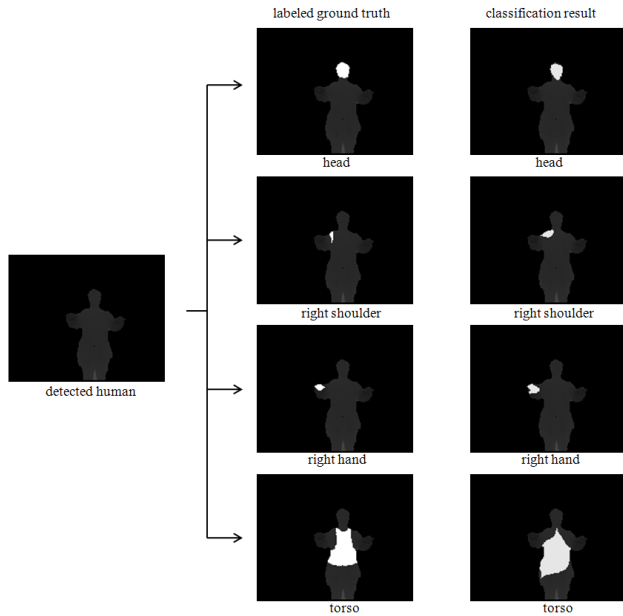 labeled ground truth
classification result
head
head
right shoulder
right shoulder
detected human
right hand
right hand
torso
torso